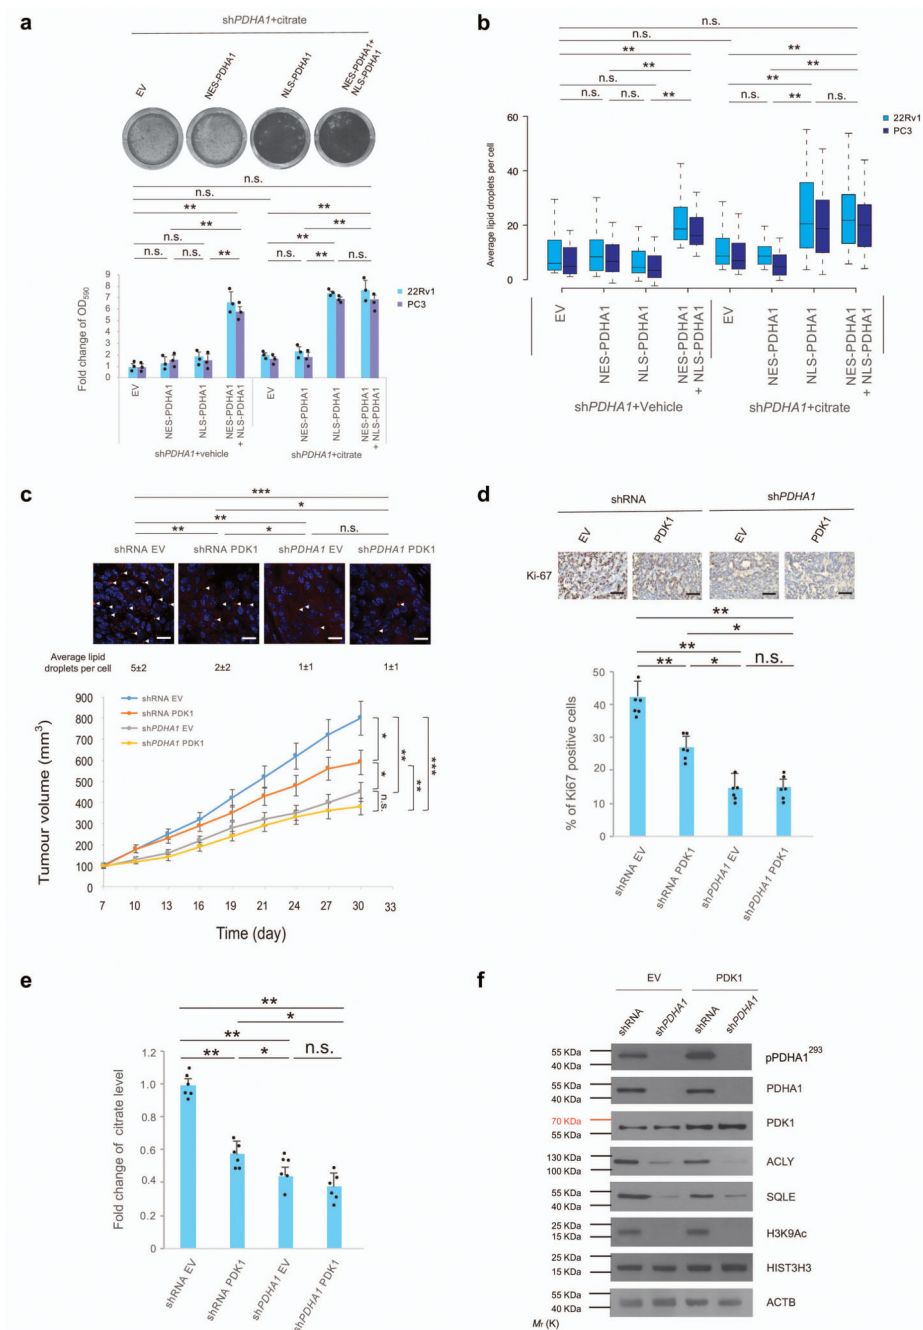 a
shPDHA1+citrate
EV
NES-PDHA1
NLS-PDHA1
NES-PDHA1+
NLS-PDHA1
n.s.
n.s.
**
**
**
**
n.s.
**
n.s.
n.s.
**
n.s.
**
n.s.
Fold change of OD590
9
8
7
6
5
4
3
2
1
0
22Rv1
PC3
EV
NES-PDHA1
NLS-PDHA1
NES-PDHA1
+ NLS-PDHA1
EV
NES-PDHA1
NLS-PDHA1
NES-PDHA1
+ NLS-PDHA1
shPDHA1+vehicle
shPDHA1+citrate
b
n.s.
n.s.
**
**
**
**
n.s.
**
n.s.
n.s.
**
n.s.
**
n.s.
Average lipid droplets per cell
60
40
20
0
22Rv1
PC3
EV
NES-PDHA1
NLS-PDHA1
NES-PDHA1
+ NLS-PDHA1
EV
NES-PDHA1
NLS-PDHA1
NES-PDHA1
+ NLS-PDHA1
shPDHA1+Vehicle
shPDHA1+citrate
c
***
*
**
**
*
n.s.
shRNA EV
shRNA PDK1
shPDHA1 EV
shPDHA1 PDK1
Average lipid
droplets per cell
5±2
2±2
1±1
1±1
Tumour volume (mm3)
900
800
700
600
500
400
300
200
100
0
shRNA EV
shRNA PDK1
shPDHA1 EV
shPDHA1 PDK1
*
*
n.s.
**
**
***
7
10
13
16
19
21
24
27
30
33
Time (day)
d
shRNA
shPDHA1
EV
PDK1
EV
PDK1
Ki-67
**
*
**
**
*
n.s.
% of Ki67 positive cells
50
40
30
20
10
0
shRNA EV
shRNA PDK1
shPDHA1 EV
shPDHA1 PDK1
e
**
*
**
**
*
n.s.
Fold change of citrate level
1.2
1.0
0.8
0.6
0.4
0.2
0
shRNA EV
shRNA PDK1
shPDHA1 EV
shPDHA1 PDK1
f
EV
PDK1
shRNA
shPDHA1
shRNA
shPDHA1
55 KDa
40 KDa
pPDHA1293
55 KDa
40 KDa
PDHA1
70 KDa
55 KDa
PDK1
130 KDa
100 KDa
ACLY
55 KDa
40 KDa
SQLE
25 KDa
15 KDa
H3K9Ac
25 KDa
15 KDa
HIST3H3
55 KDa
40 KDa
ACTB
Mr (K)